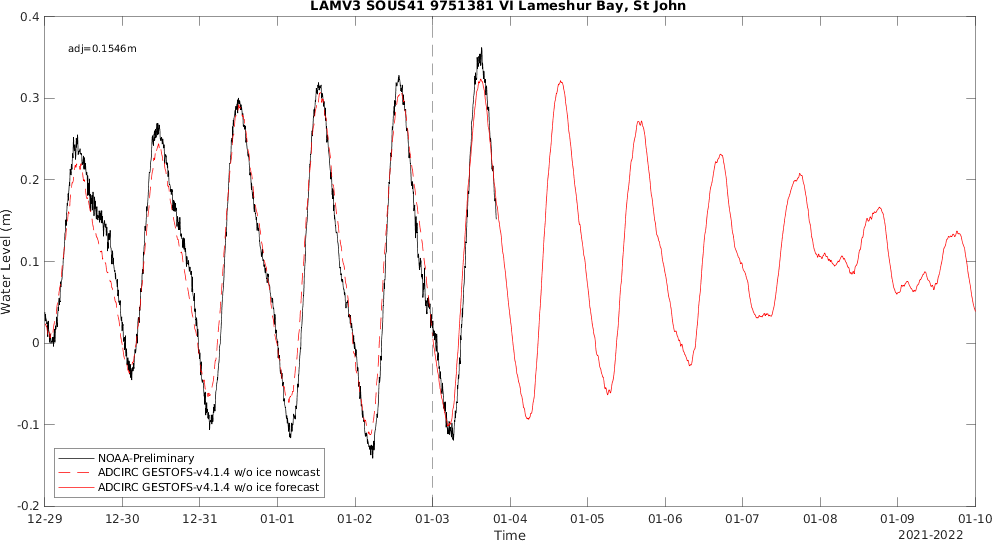 LAMV3 SOUS41 9751381 VI Lameshur Bay, St John
0.4
adj=0.1546m
0.3
0.2
Water Level (m)
0.1
0
-0.1
NOAA-Preliminary
ADCIRC GESTOFS-v4.1.4 w/o ice nowcast
ADCIRC GESTOFS-v4.1.4 w/o ice forecast
-0.2
12-29 12-30 12-31 01-01 01-02 01-03 01-04 01-05 01-06 01-07 01-08 01-09 01-10
Time
2021-2022